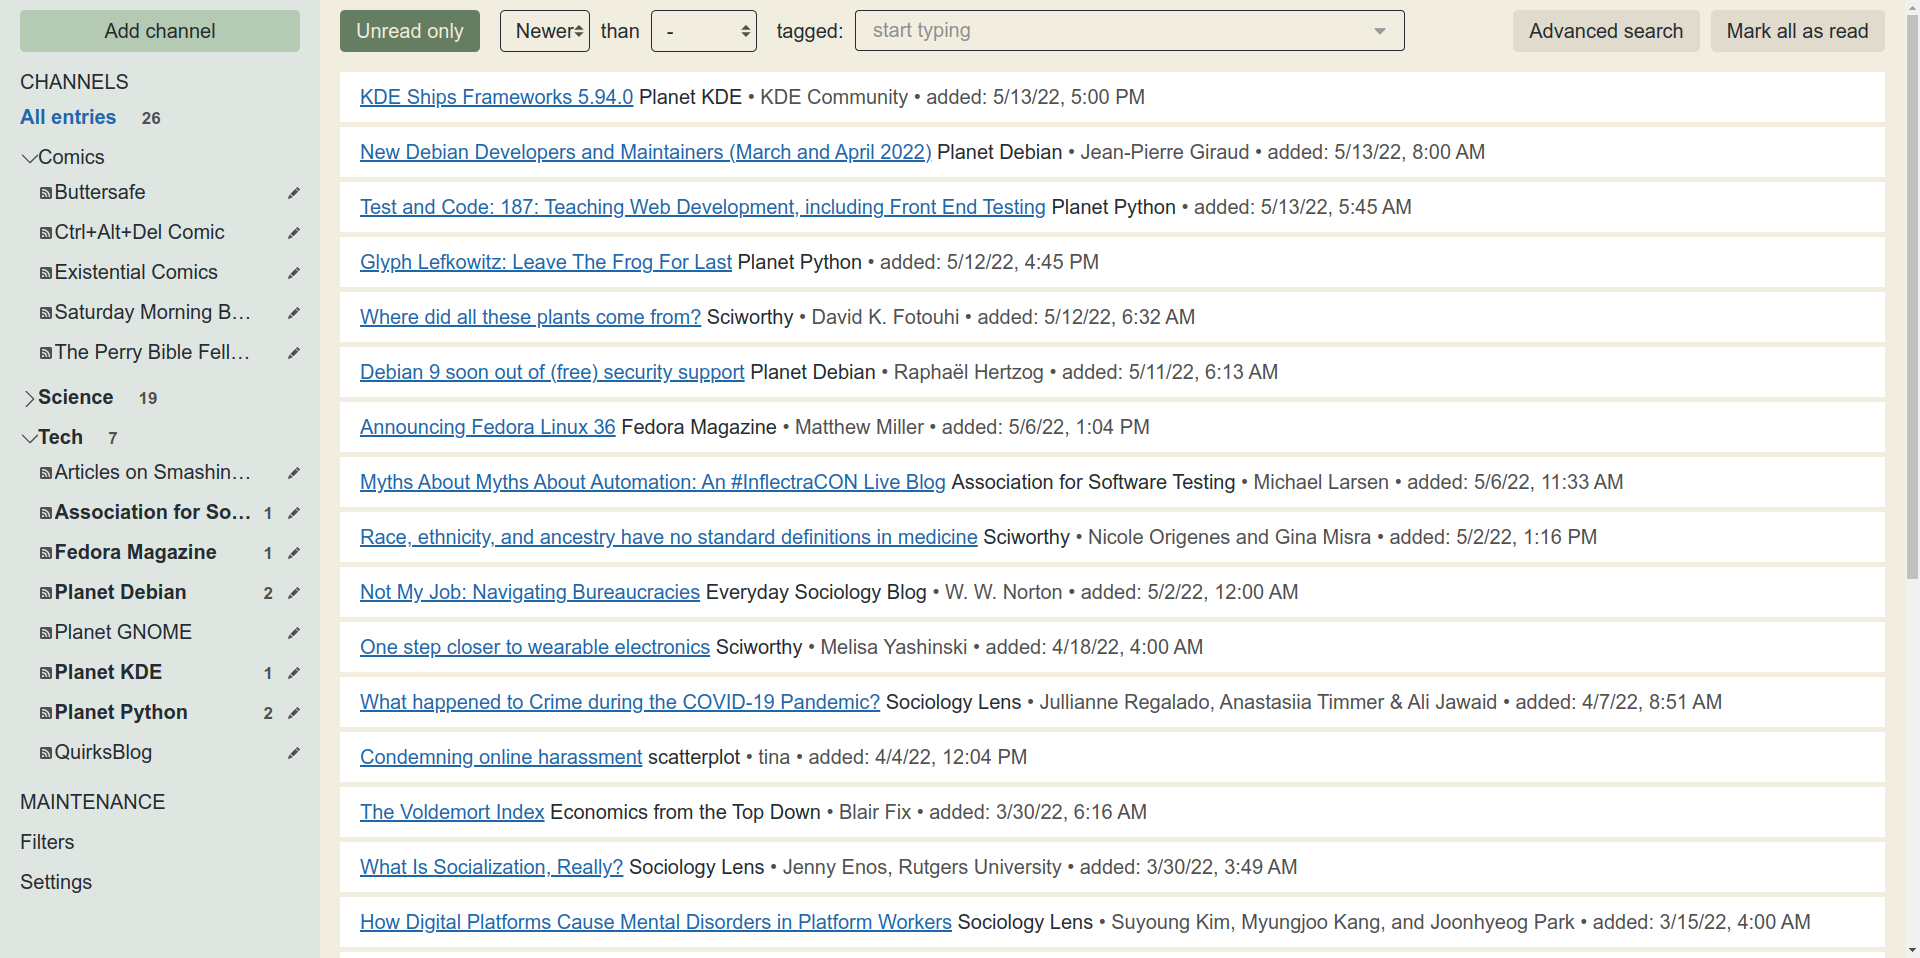 Add channel
CHANNELS
All entries 26
Comics
Buttersafe
Ctrl+Alt+Del Comic
Existential Comics
Saturday Morning B…
The Perry Bible Fell…
Science 19
Tech 7
Articles on Smashin…
Association for So… 1
Fedora Magazine 1
Planet Debian 2
Planet GNOME
Planet KDE 1
Planet Python 2
QuirksBlog
MAINTENANCE
Filters
Settings
Unread only Newer than - tagged: start typing Advanced search Mark all as read
KDE Ships Frameworks 5.94.0 Planet KDE • KDE Community • added: 5/13/22, 5:00 PM
New Debian Developers and Maintainers (March and April 2022) Planet Debian • Jean-Pierre Giraud • added: 5/13/22, 8:00 AM
Test and Code: 187: Teaching Web Development, including Front End Testing Planet Python • added: 5/13/22, 5:45 AM
Glyph Lefkowitz: Leave The Frog For Last Planet Python • added: 5/12/22, 4:45 PM
Where did all these plants come from? Sciworthy • David K. Fotouhi • added: 5/12/22, 6:32 AM
Debian 9 soon out of (free) security support Planet Debian • Raphaël Hertzog • added: 5/11/22, 6:13 AM
Announcing Fedora Linux 36 Fedora Magazine • Matthew Miller • added: 5/6/22, 1:04 PM
Myths About Myths About Automation: An #InflectraCON Live Blog Association for Software Testing • Michael Larsen • added: 5/6/22, 11:33 AM
Race, ethnicity, and ancestry have no standard definitions in medicine Sciworthy • Nicole Origenes and Gina Misra • added: 5/2/22, 1:16 PM
Not My Job: Navigating Bureaucracies Everyday Sociology Blog • W. W. Norton • added: 5/2/22, 12:00 AM
One step closer to wearable electronics Sciworthy • Melisa Yashinski • added: 4/18/22, 4:00 AM
What happened to Crime during the COVID-19 Pandemic? Sociology Lens • Jullianne Regalado, Anastasiia Timmer & Ali Jawaid • added: 4/7/22, 8:51 AM
Condemning online harassment scatterplot • tina • added: 4/4/22, 12:04 PM
The Voldemort Index Economics from the Top Down • Blair Fix • added: 3/30/22, 6:16 AM
What Is Socialization, Really? Sociology Lens • Jenny Enos, Rutgers University • added: 3/30/22, 3:49 AM
How Digital Platforms Cause Mental Disorders in Platform Workers Sociology Lens • Suyoung Kim, Myungjoo Kang, and Joonhyeog Park • added: 3/15/22, 4:00 AM